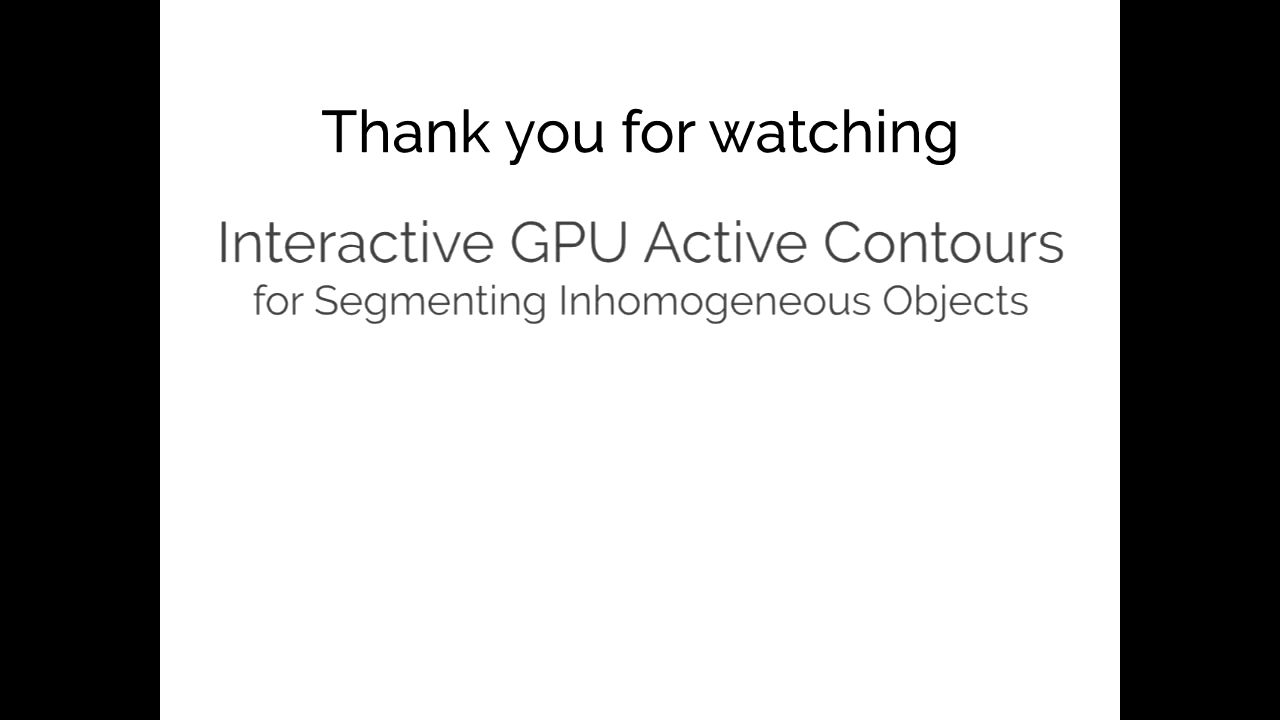 Thank you for watching
Interactive GPU Active Contours
for Segmenting Inhomogeneous Objects